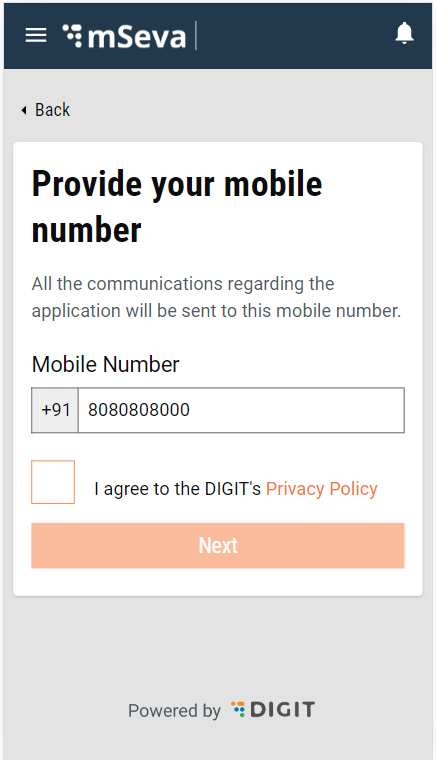 mSeva
Back
Provide your mobile
number
All the communications regarding the
application will be sent to this mobile number.
Mobile Number
+91 8080808000
I agree to the DIGIT's Privacy Policy
Next
Powered by DIGIT